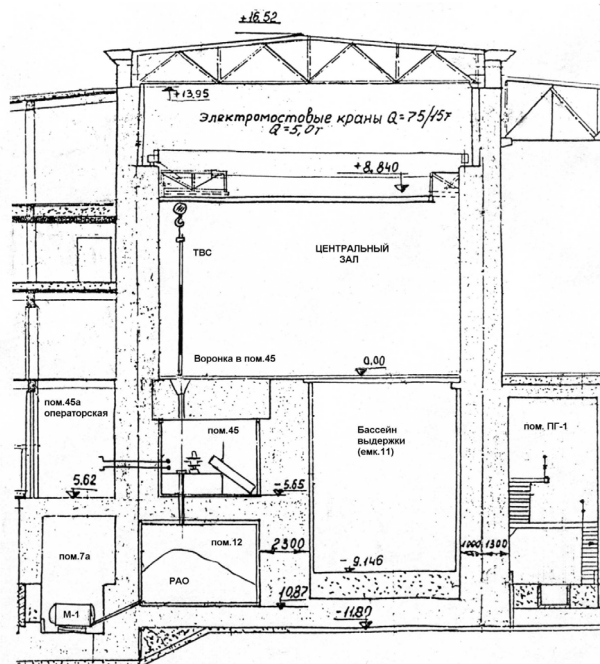 +16.52
+13,95
Электромостовые краны Q=75/15т
Q=5,0т
+8.840
ТВС
ЦЕНТРАЛЬНЫЙ
ЗАЛ
Воронка в пом.45
0,00
пом.45а
операторская
пом.45
Бассейн
выдержки
(емк.11)
пом. ПГ-1
5.62
-5.65
пом.7а
пом.12
2300
1000
1300
-9.146
РАО
М-1
10,87
-11.80